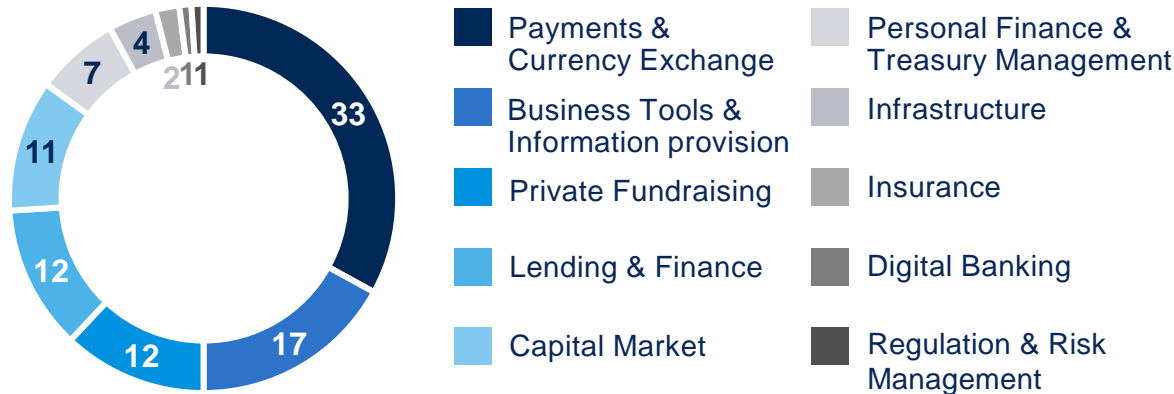 33
17
12
12
11
7
4
2
1
1
Payments &
Currency Exchange
Business Tools &
Information provision
Private Fundraising
Lending & Finance
Capital Market
Personal Finance &
Treasury Management
Infrastructure
Insurance
Digital Banking
Regulation & Risk
Management